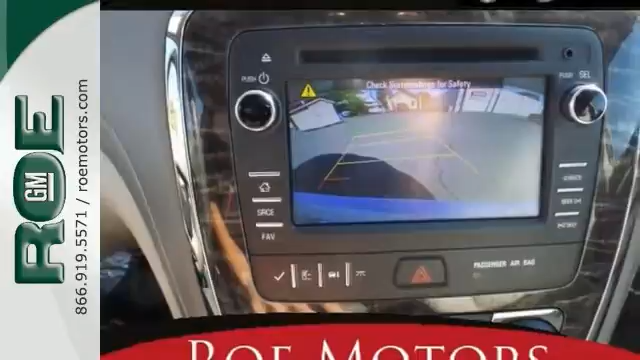 ROE
GM
866.919.5571 / roemotors.com
PUSH
Check Surroundings for Safety
PUSH SEL
SRCE
FAV
PASSENGER AIR BAG
ROE MOTORS